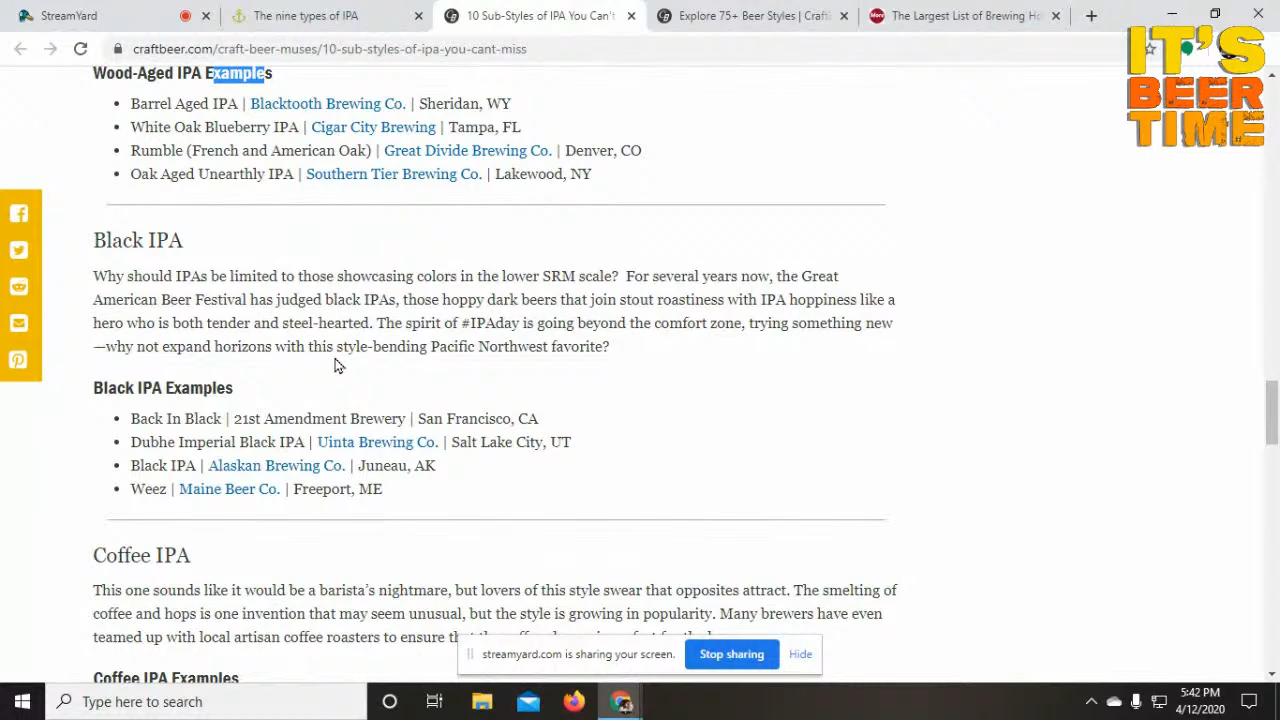 StreamYard
The nine types of IPA
10 Sub-Styles of IPA You Can't
Explore 75+ Beer Styles | Craft
The Largest List of Brewing Ho
craftbeer.com/craft-beer-muses/10-sub-styles-of-ipa-you-cant-miss
IT'S
BEER
TIME
Wood-Aged IPA Examples
• Barrel Aged IPA | Blacktooth Brewing Co. | Sheridan, WY
• White Oak Blueberry IPA | Cigar City Brewing | Tampa, FL
• Rumble (French and American Oak) | Great Divide Brewing Co. | Denver, CO
• Oak Aged Unearthly IPA | Southern Tier Brewing Co. | Lakewood, NY
Black IPA
Why should IPAs be limited to those showcasing colors in the lower SRM scale? For several years now, the Great
American Beer Festival has judged black IPAs, those hoppy dark beers that join stout roastiness with IPA hoppiness like a
hero who is both tender and steel-hearted. The spirit of #IPAday is going beyond the comfort zone, trying something new
—why not expand horizons with this style-bending Pacific Northwest favorite?
Black IPA Examples
• Back In Black | 21st Amendment Brewery | San Francisco, CA
• Dubhe Imperial Black IPA | Uinta Brewing Co. | Salt Lake City, UT
• Black IPA | Alaskan Brewing Co. | Juneau, AK
• Weez | Maine Beer Co. | Freeport, ME
Coffee IPA
This one sounds like it would be a barista's nightmare, but lovers of this style swear that opposites attract. The smelting of
coffee and hops is one invention that may seem unusual, but the style is growing in popularity. Many brewers have even
teamed up with local artisan coffee roasters to ensure
streamyard.com is sharing your screen. Stop sharing Hide
Coffee IPA Examples
Type here to search
5:42 PM
4/12/2020